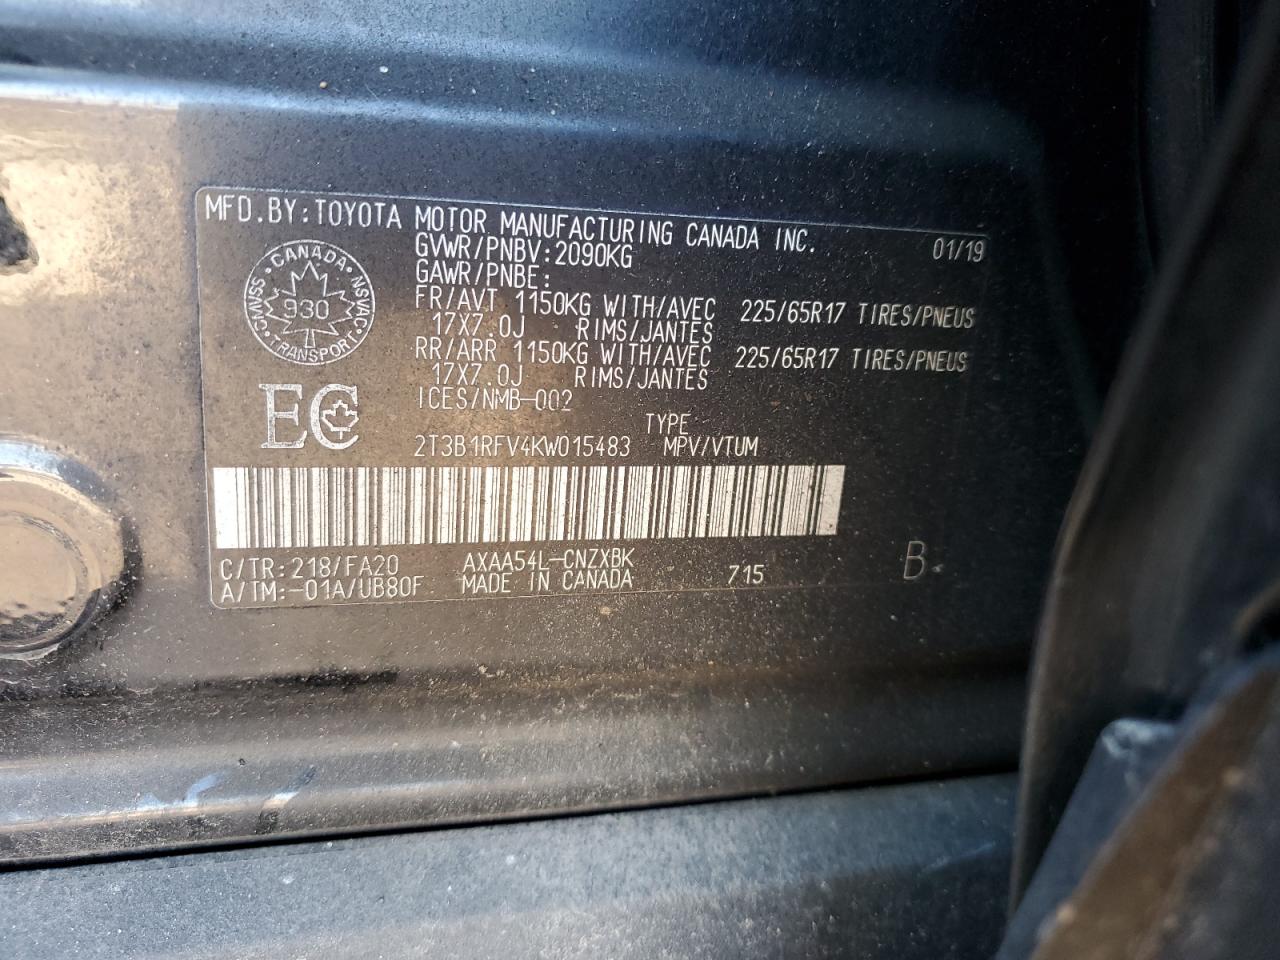 MFD.BY:TOYOTA MOTOR MANUFACTURING CANADA INC. 01/19
CANADA
CMVSS · NSVAC
930
TRANSPORT
GVWR/PNBV:2090KG
GAWR/PNBE:
FR/AVT 1150KG WITH/AVEC 225/65R17 TIRES/PNEUS
17X7.0J RIMS/JANTES
RR/ARR 1150KG WITH/AVEC 225/65R17 TIRES/PNEUS
17X7.0J RIMS/JANTES
ICES/NMB-002
EC
TYPE
2T3B1RFV4KW015483 MPV/VTUM
C/TR:218/FA20 AXAA54L-CNZXBK
A/TM:-01A/UB80F MADE IN CANADA 715 B